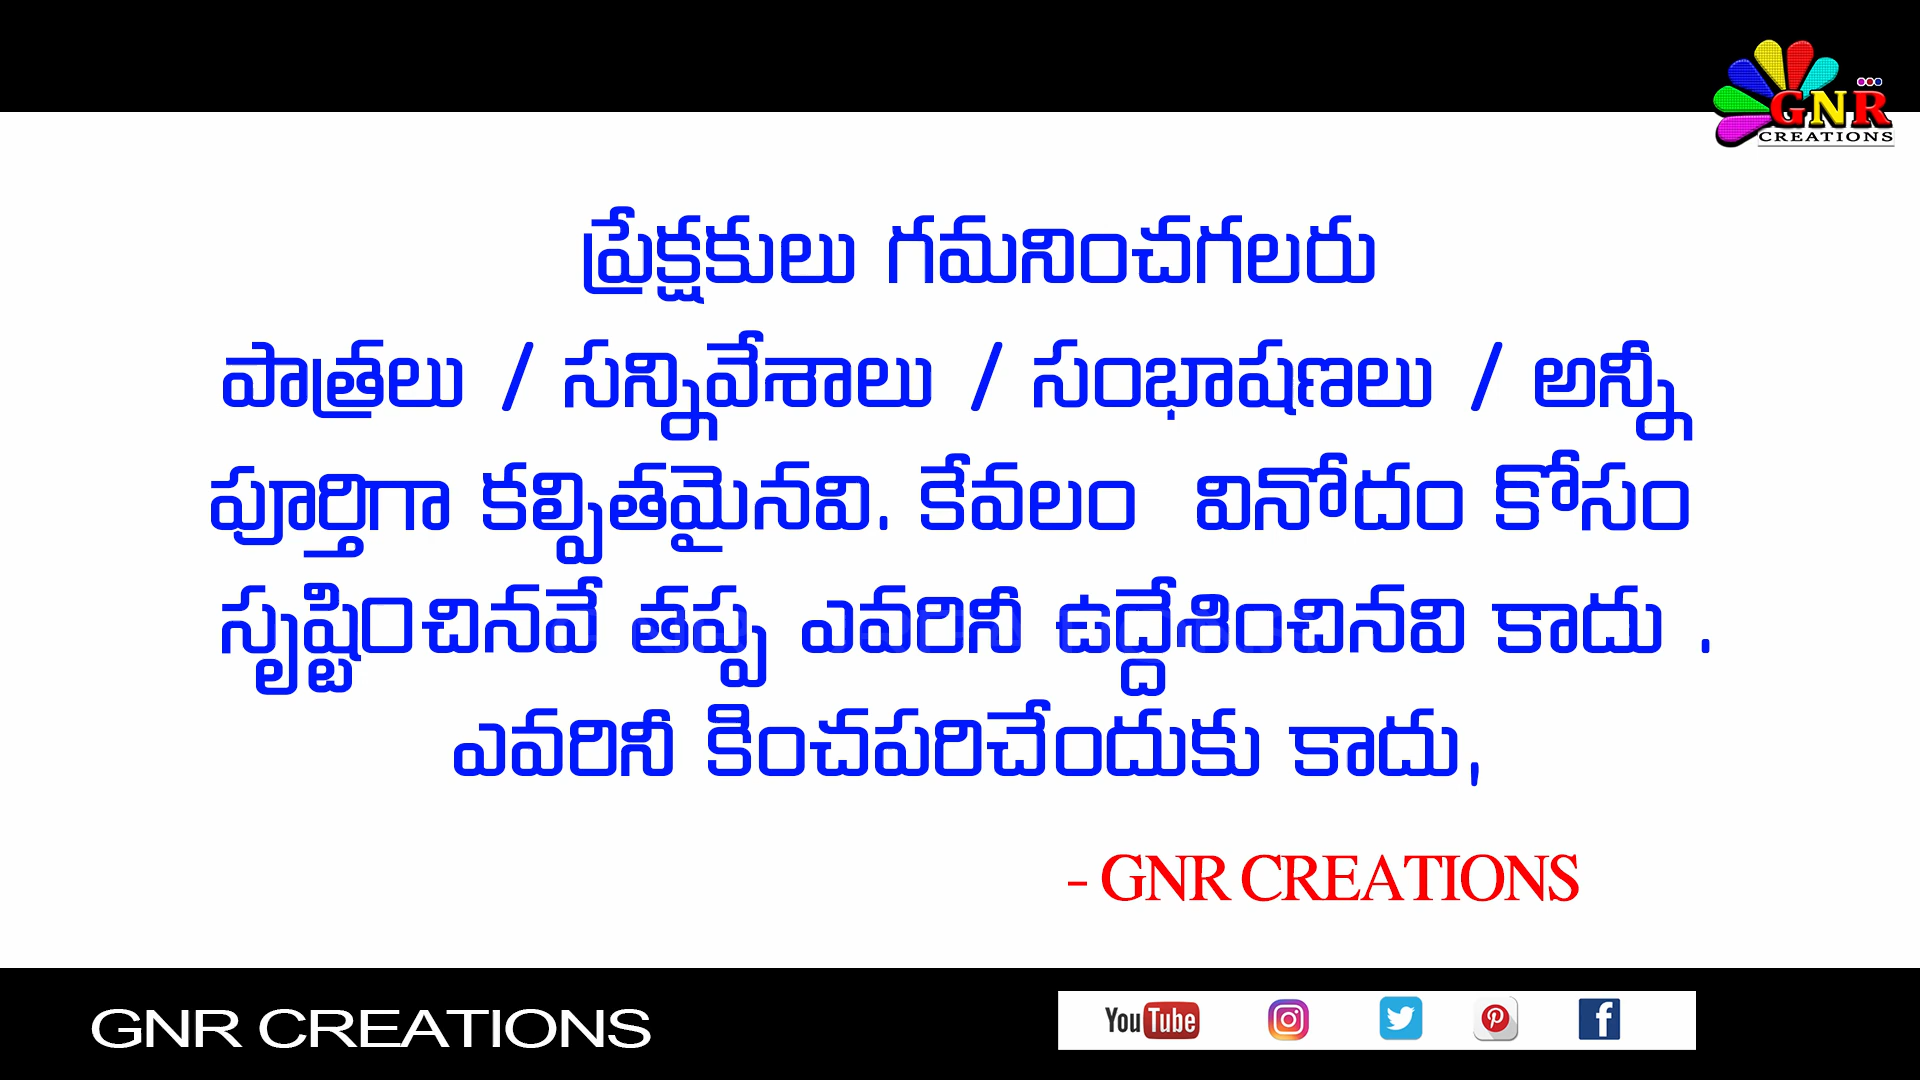 GNR
CREATIONS
ప్రేక్షకులు గమనించగలరు
పాత్రలు / సన్నివేశాలు / సంభాషణలు / అన్నీ
పూర్తిగా కల్పితమైనవి. కేవలం వినోదం కోసం
సృష్టించినవే తప్ప ఎవరినీ ఉద్దేశించినవి కాదు .
ఎవరినీ కించపరిచేందుకు కాదు,
- GNR CREATIONS
GNR CREATIONS
YouTube